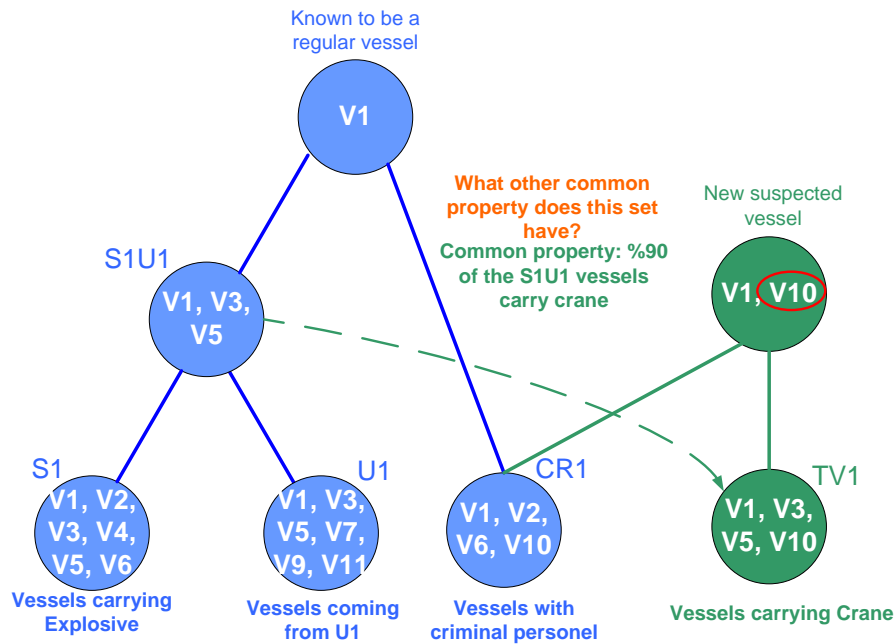 Known to be a
regular vessel
V1
What other common
property does this set
have?
Common property: %90
of the S1U1 vessels
carry crane
New suspected
vessel
V1, V10
S1U1
V1, V3,
V5
S1
V1, V2,
V3, V4,
V5, V6
Vessels carrying
Explosive
U1
V1, V3,
V5, V7,
V9, V11
Vessels coming
from U1
CR1
V1, V2,
V6, V10
Vessels with
criminal personel
TV1
V1, V3,
V5, V10
Vessels carrying Crane